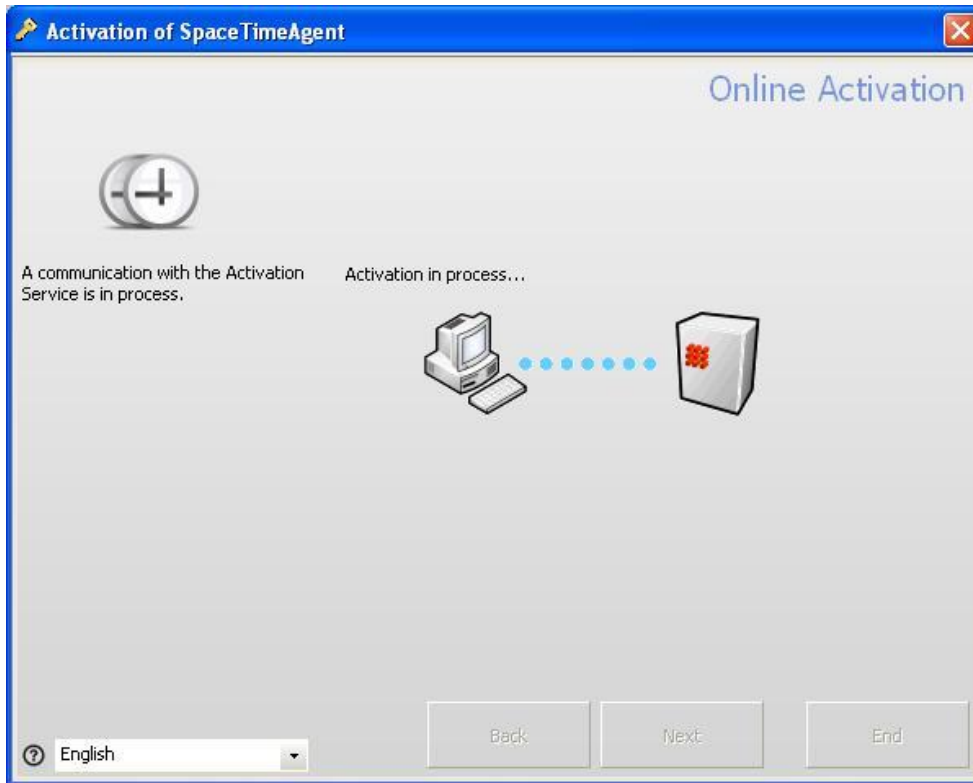 Activation of SpaceTimeAgent
Online Activation
A communication with the Activation
Service is in process.
Activation in process...
Back
Next
End
English